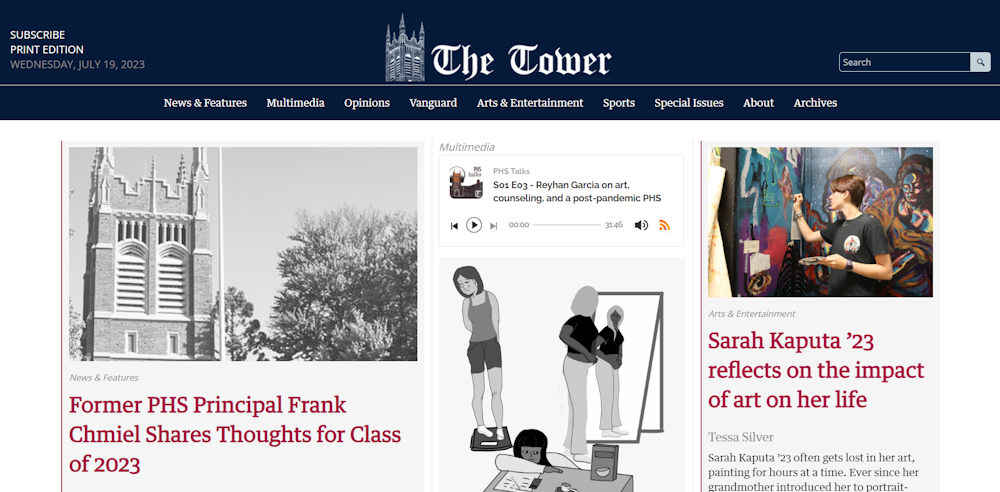 SUBSCRIBE
PRINT EDITION
WEDNESDAY, JULY 19, 2023
The Tower
Search
News & Features
Multimedia
Opinions
Vanguard
Arts & Entertainment
Sports
Special Issues
About
Archives
News & Features
Former PHS Principal Frank
Chmiel Shares Thoughts for Class
of 2023
Multimedia
PHS
talks
PHS Talks
S01 E03 - Reyhan Garcia on art,
counseling, and a post-pandemic PHS
00:00
31:46
Arts & Entertainment
Sarah Kaputa ’23
reflects on the impact
of art on her life
Tessa Silver
Sarah Kaputa ’23 often gets lost in her art,
painting for hours at a time. Ever since her
grandmother introduced her to portrait-